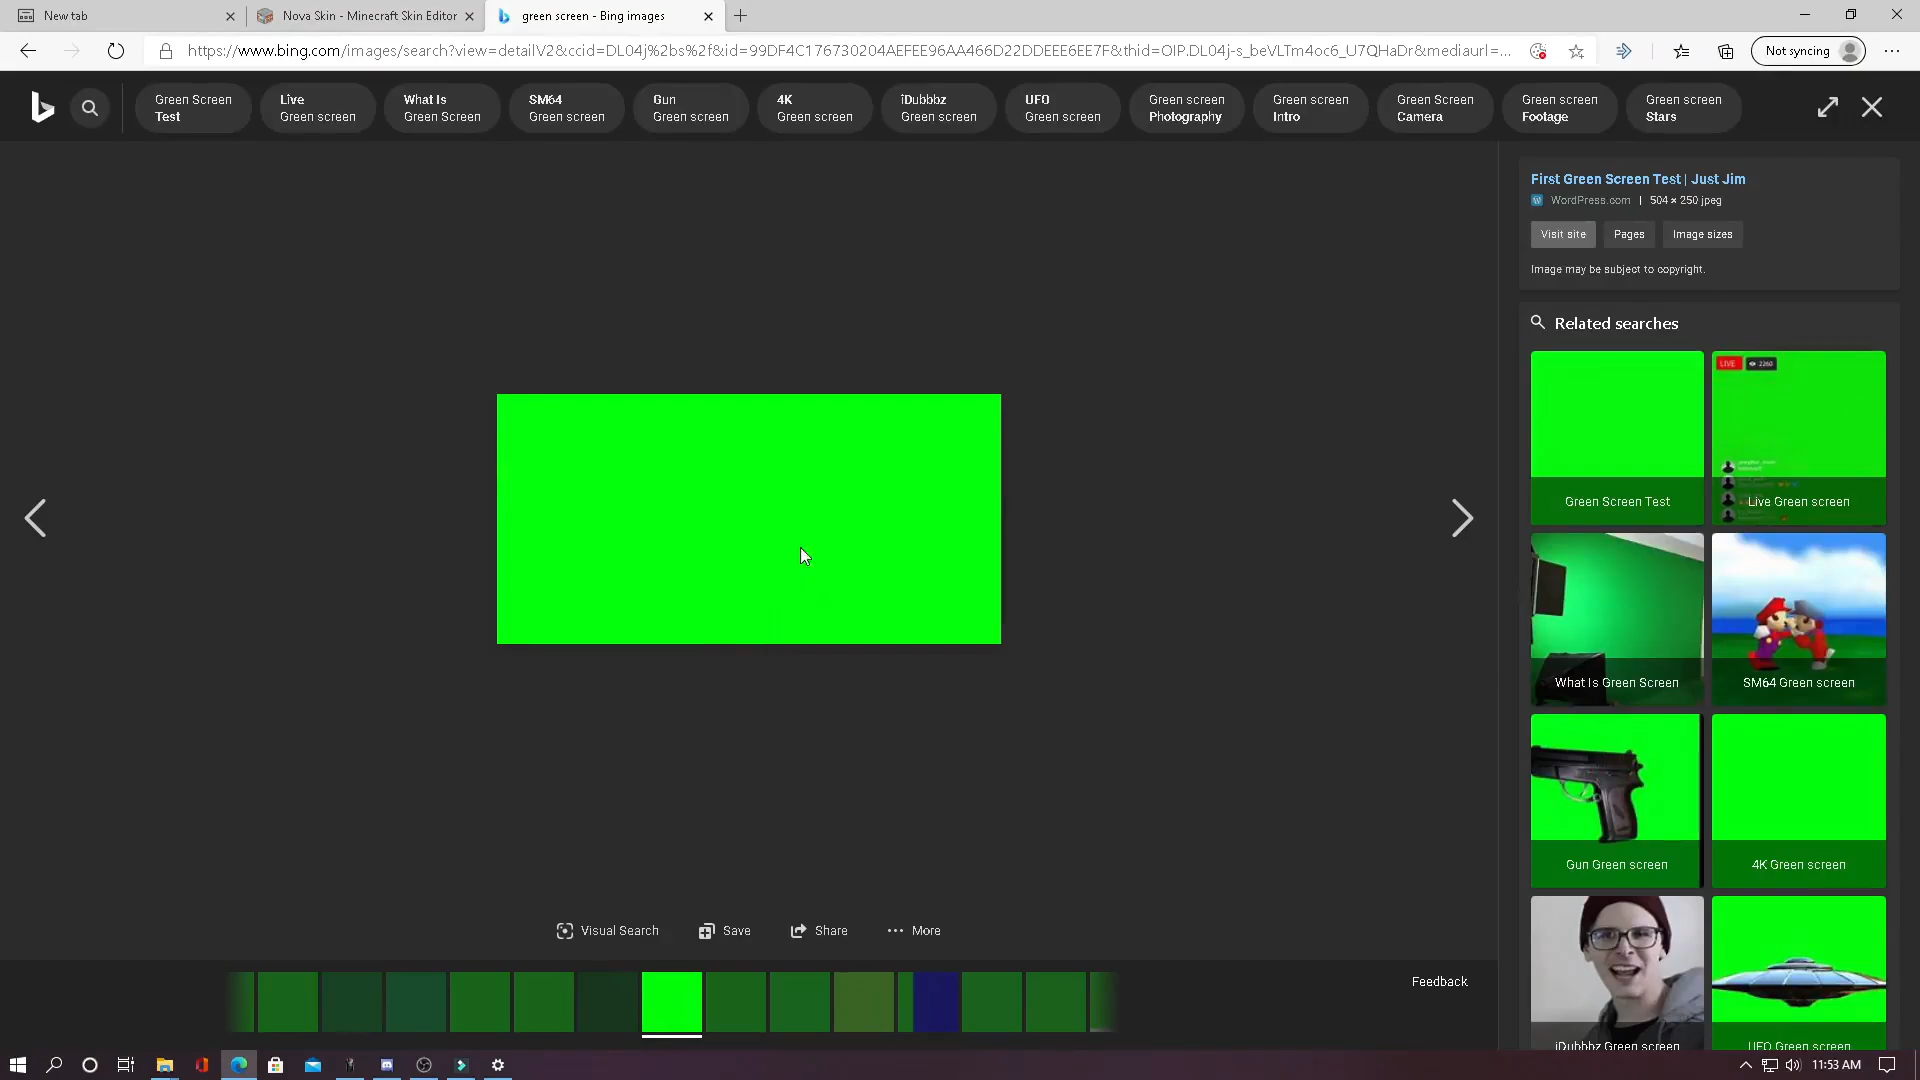 New tab
Nova Skin - Minecraft Skin Editor
green screen - Bing images
https://www.bing.com/images/search?view=detailV2&ccid=DL04j%2bs%2f&id=99DF4C176730204AEFEE96AA466D22DDEEE6EE7F&thid=OIP.DL04j-s_beVLTm4oc6_U7QHaDr&mediaurl=...
Not syncing
Green Screen
Test
Live
Green screen
What Is
Green Screen
SM64
Green screen
Gun
Green screen
4K
Green screen
iDubbbz
Green screen
UFO
Green screen
Green screen
Photography
Green screen
Intro
Green Screen
Camera
Green screen
Footage
Green screen
Stars
First Green Screen Test | Just Jim
WordPress.com | 504 × 250 jpeg
Visit site
Pages
Image sizes
Image may be subject to copyright.
Related searches
LIVE 2260
Green Screen Test
Live Green screen
What Is Green Screen
SM64 Green screen
Gun Green screen
4K Green screen
iDubbbz Green screen
UFO Green screen
Visual Search
Save
Share
More
Feedback
11:53 AM